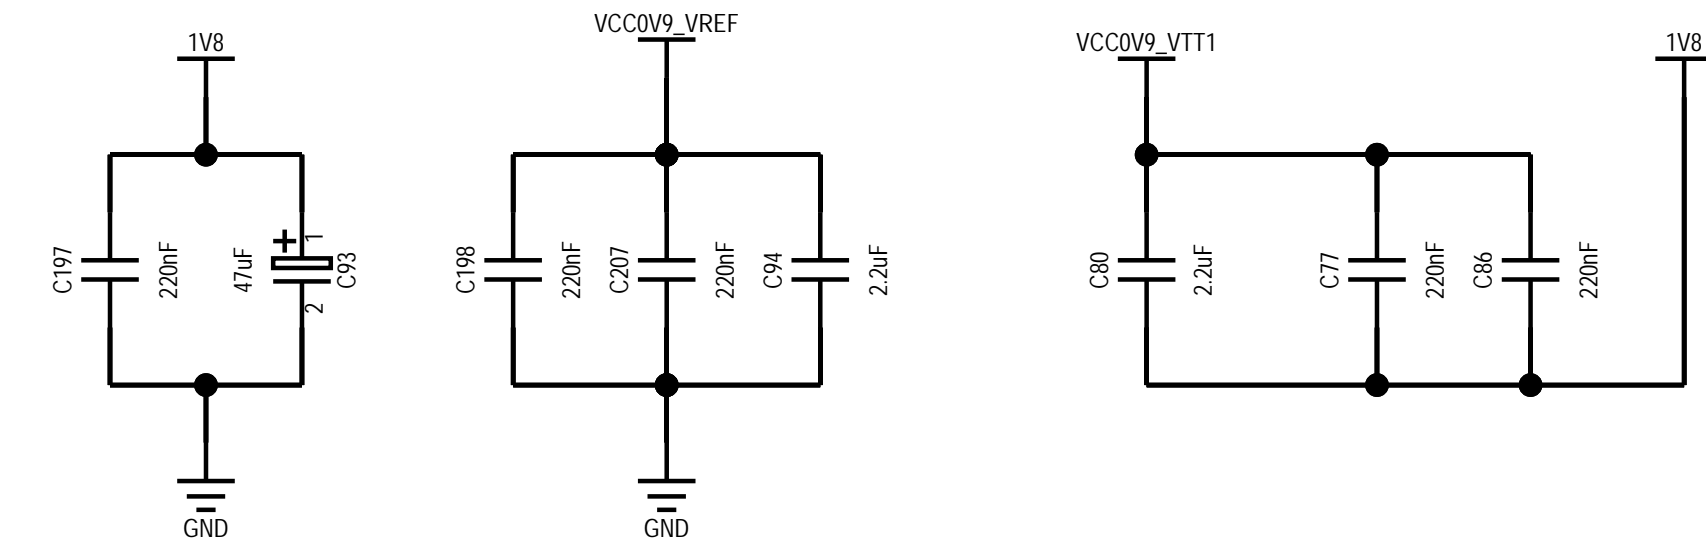 1V8
VCC0V9_VREF
VCC0V9_VTT1
1V8
C197
220nF
47uF
1
2
C93
C198
220nF
C207
220nF
C94
2.2uF
C80
2.2uF
C77
220nF
C86
220nF
GND
GND